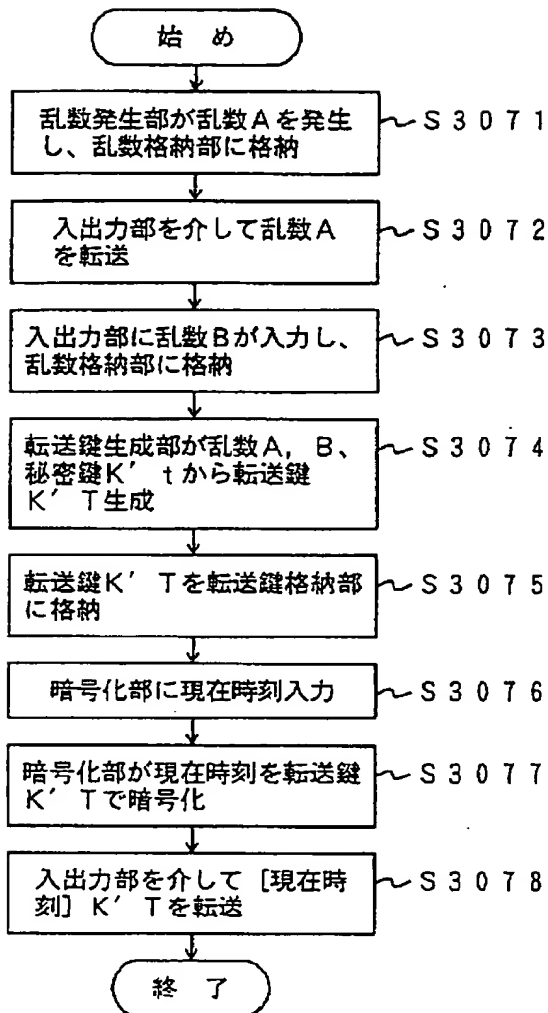 始 め
乱数発生部が乱数Aを発生 S3071
し、乱数格納部に格納
入出力部を介して乱数A S3072
を転送
入出力部に乱数Bが入力し、 S3073
乱数格納部に格納
転送鍵生成部が乱数A，B、 S3074
秘密鍵K′tから転送鍵
K′T生成
転送鍵K′Tを転送鍵格納部 S3075
に格納
暗号化部に現在時刻入力 S3076
暗号化部が現在時刻を転送鍵 S3077
K′Tで暗号化
入出力部を介して［現在時 S3078
刻］K′Tを転送
終 了